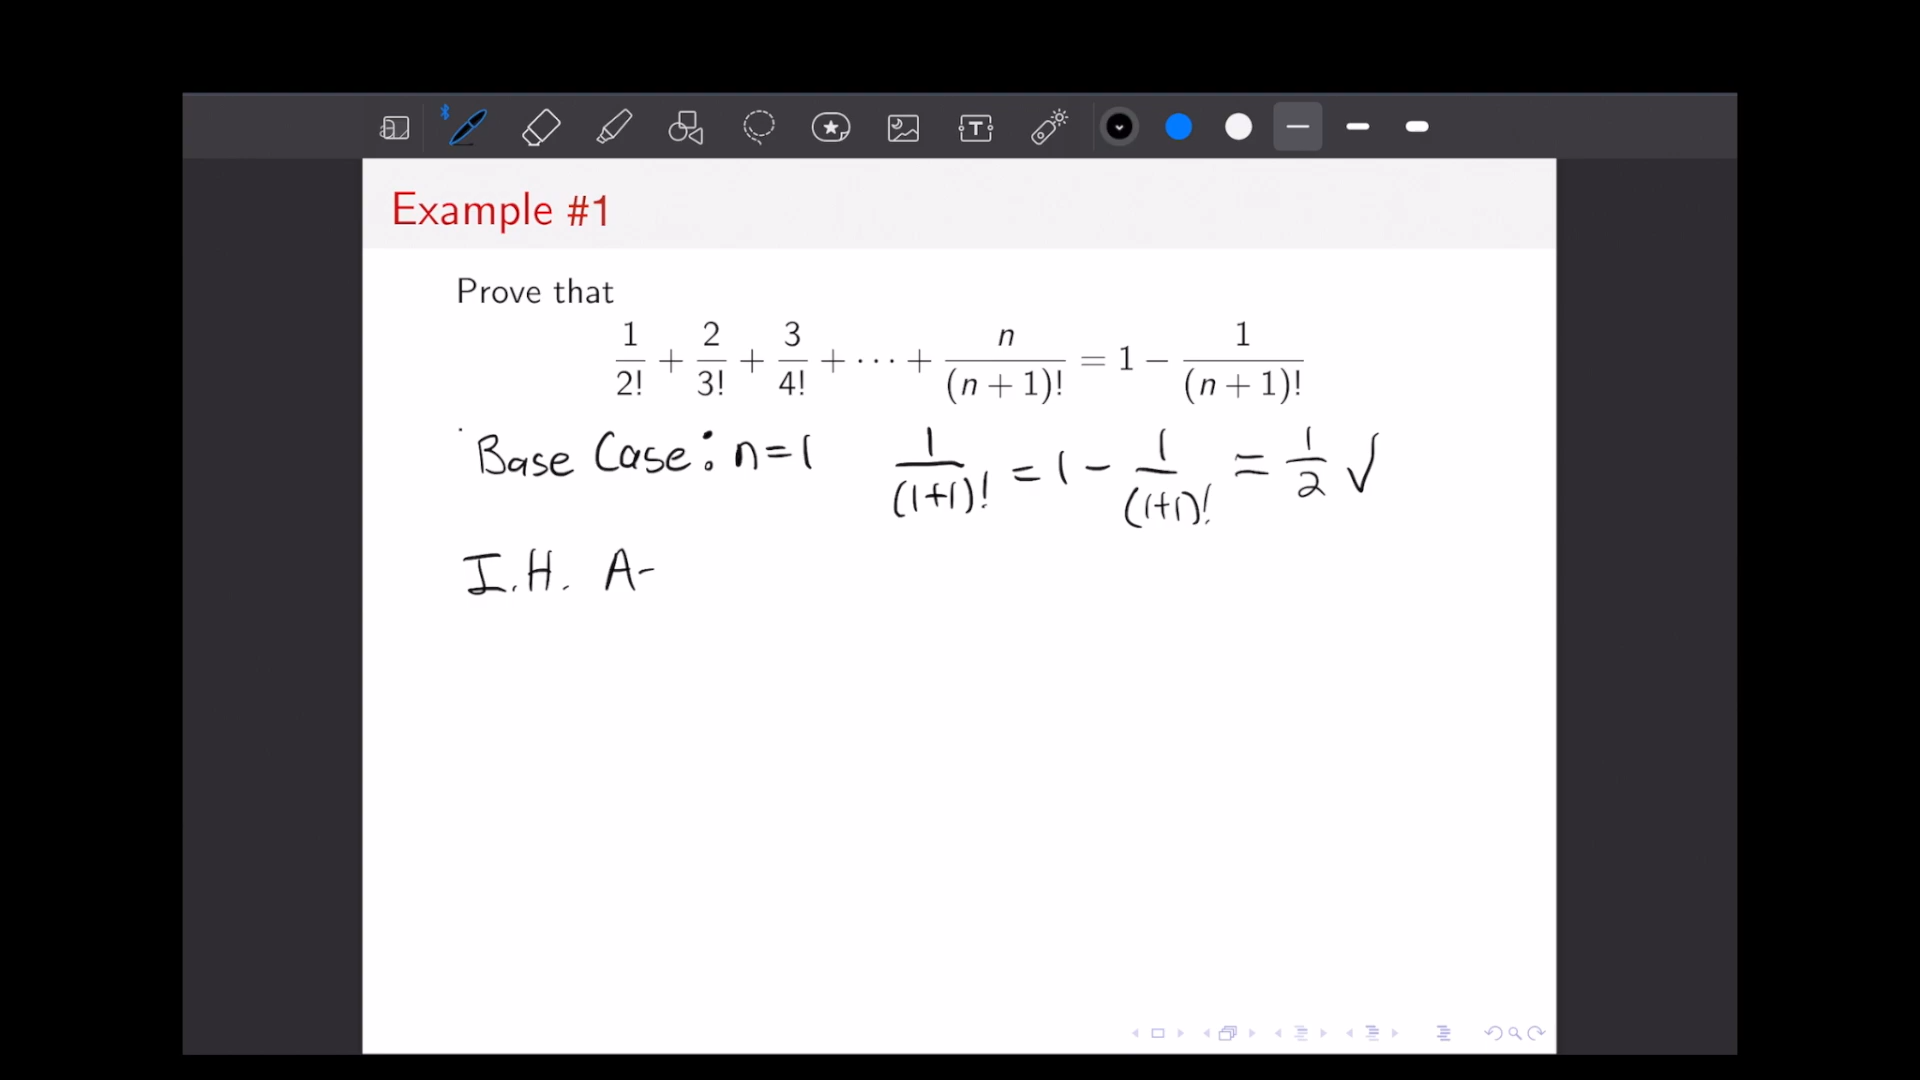 Example #1
Prove that
1/2! + 2/3! + 3/4! + ··· + n/(n + 1)! = 1 − 1/(n + 1)!
Base Case: n=1 1/(1+1)! = 1 - 1/(1+1)! = 1/2 ✓
I.H. A-